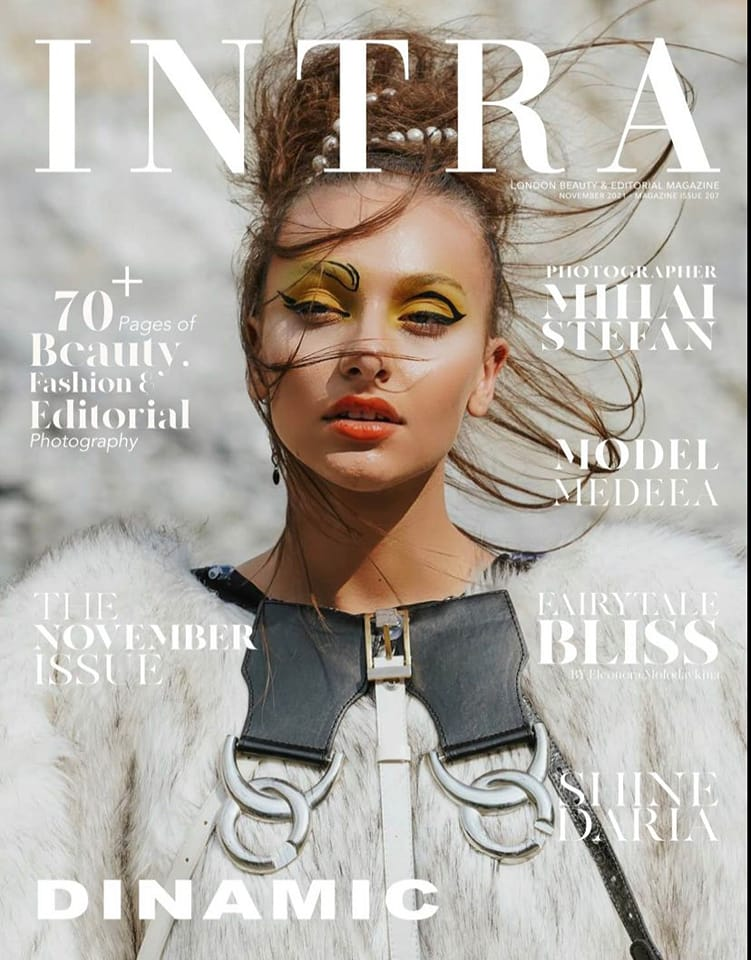 INTRA
LONDON BEAUTY & EDITORIAL MAGAZINE
NOVEMBER 2021 - MAGAZINE ISSUE 207
70+ Pages of
Beauty.
Fashion &
Editorial
Photography
PHOTOGRAPHER
MIHAI
STEFAN
MODEL
MEDEEA
THE
NOVEMBER
ISSUE
FAIRYTALE
BLISS
BY Eleonora Molodavkina
SHINE
DARIA
DINAMIC